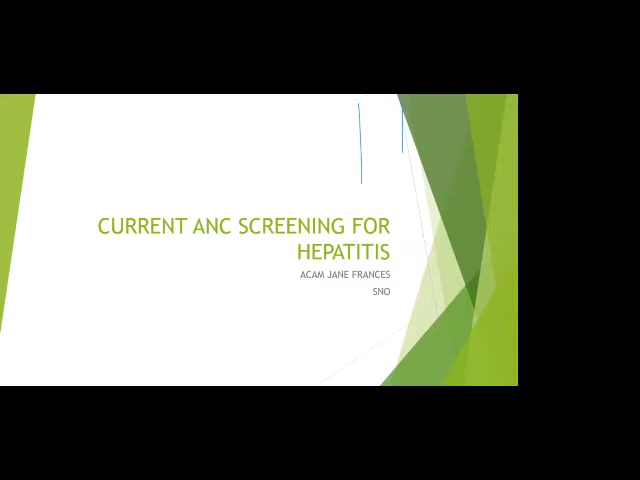 CURRENT ANC SCREENING FOR
HEPATITIS
ACAM JANE FRANCES
SNO